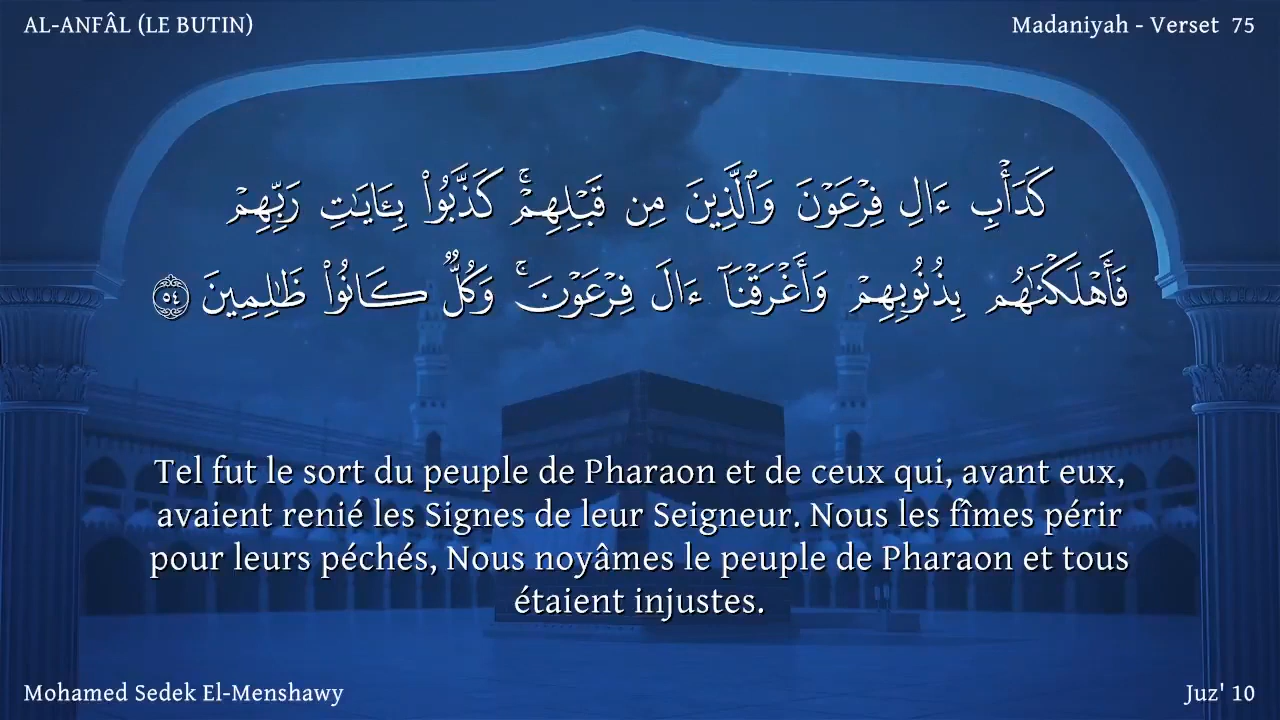 AL-ANFÂL (LE BUTIN)
Madaniyah - Verset 75
كَدَأْبِ ءَالِ فِرْعَوْنَ وَٱلَّذِينَ مِن قَبْلِهِمْۚ كَذَّبُوا۟ بِـَٔايَـٰتِ رَبِّهِمْ
فَأَهْلَكْنَـٰهُم بِذُنُوبِهِمْ وَأَغْرَقْنَآ ءَالَ فِرْعَوْنَۚ وَكُلٌّ كَانُوا۟ ظَـٰلِمِينَ ٥٤
Tel fut le sort du peuple de Pharaon et de ceux qui, avant eux,
avaient renié les Signes de leur Seigneur. Nous les fîmes périr
pour leurs péchés, Nous noyâmes le peuple de Pharaon et tous
étaient injustes.
Mohamed Sedek El-Menshawy
Juz' 10